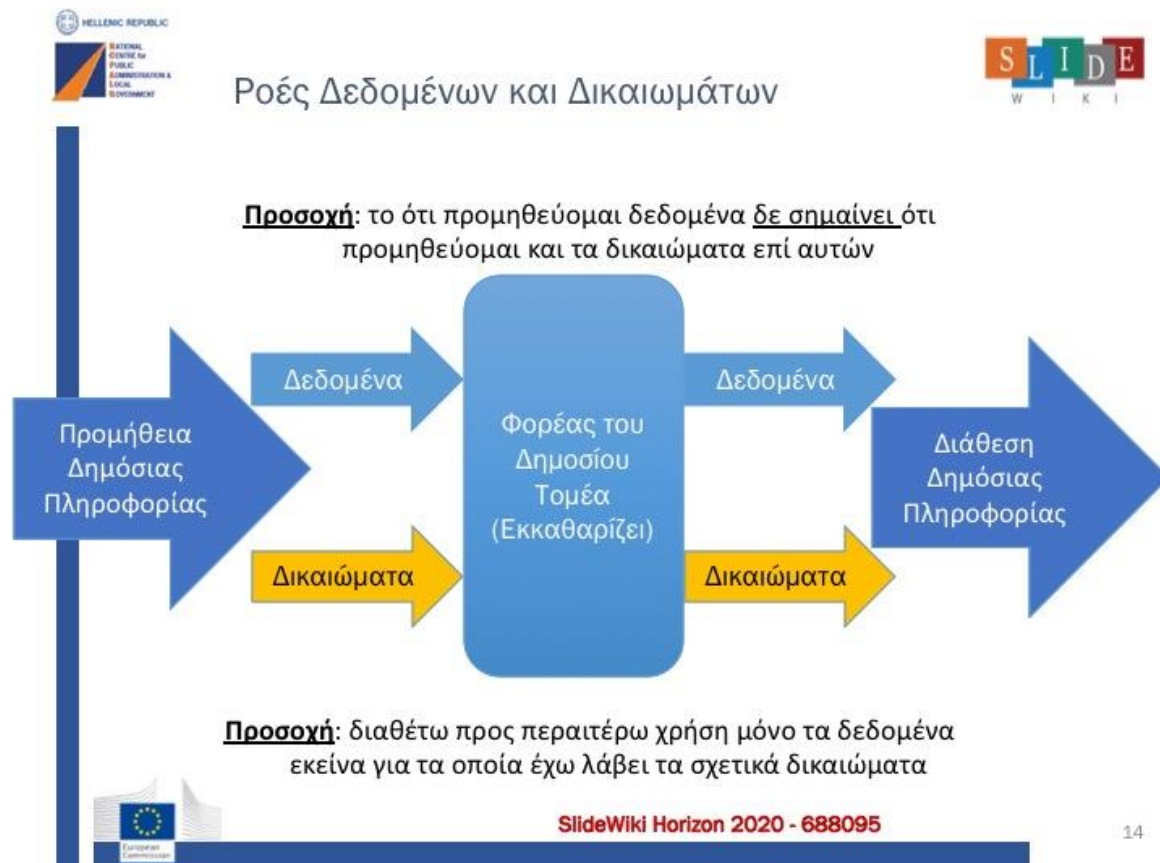 HELLENIC REPUBLIC
NATIONAL
CENTRE for
PUBLIC
ADMINISTRATION &
LOCAL
GOVERNMENT
SLIDE
WIKI
Ροές Δεδομένων και Δικαιωμάτων
Προσοχή: το ότι προμηθεύομαι δεδομένα δε σημαίνει ότι
προμηθεύομαι και τα δικαιώματα επί αυτών
Προμήθεια
Δημόσιας
Πληροφορίας
Δεδομένα
Δικαιώματα
Φορέας του
Δημοσίου
Τομέα
(Εκκαθαρίζει)
Δεδομένα
Δικαιώματα
Διάθεση
Δημόσιας
Πληροφορίας
Προσοχή: διαθέτω προς περαιτέρω χρήση μόνο τα δεδομένα
εκείνα για τα οποία έχω λάβει τα σχετικά δικαιώματα
European
Commission
SlideWiki Horizon 2020 - 688095
14